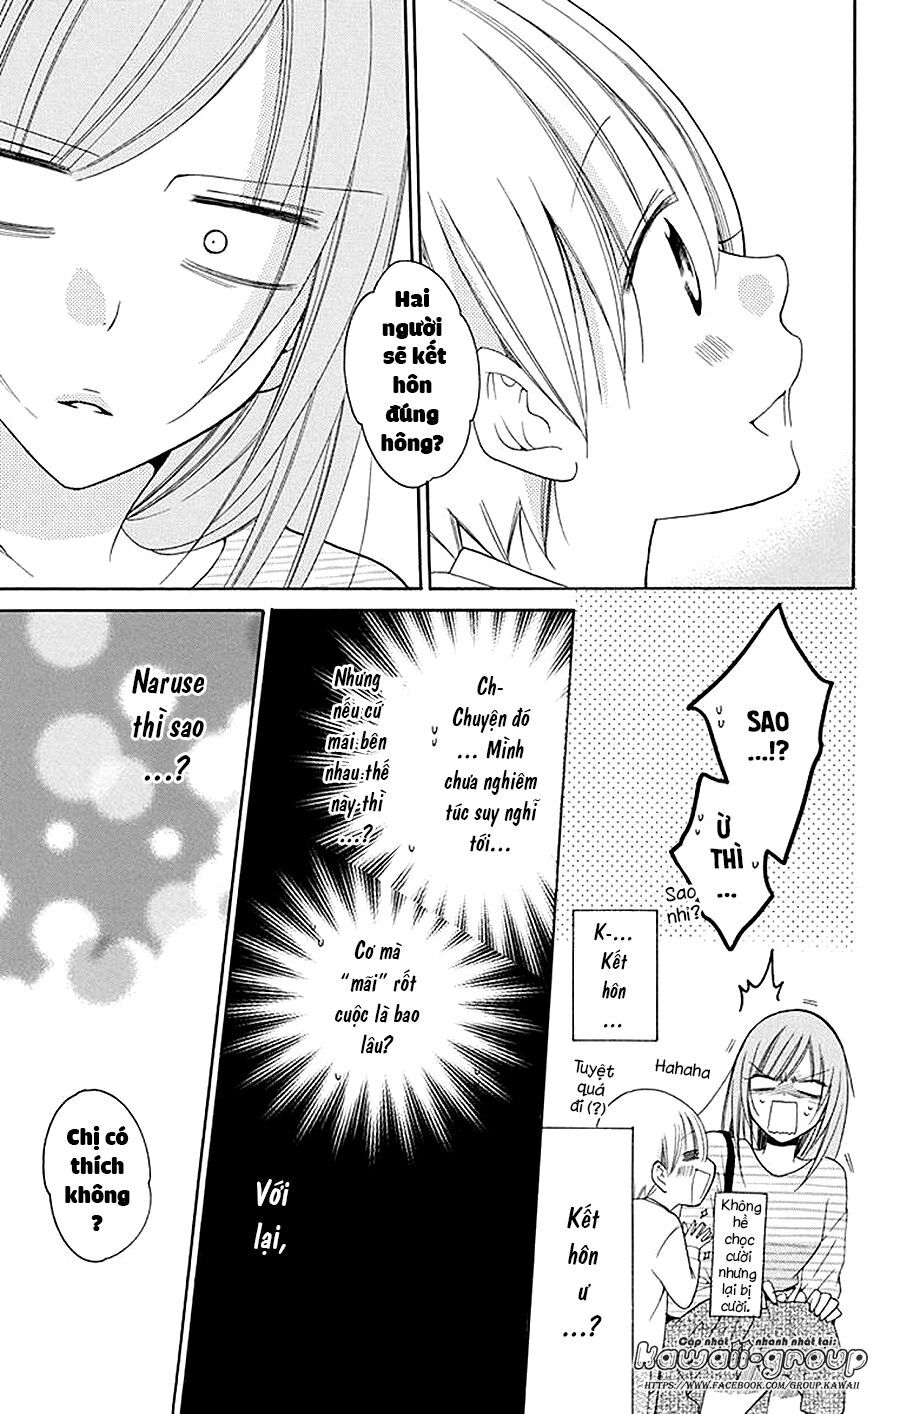 Hai
người
sẽ kết
hôn
đúng
hông?
SAO
...!?
Ừ
THÌ
...
Sao
nhỉ?
K-...
Kết
hôn
...
Tuyệt
quá
đi (?)
Hahaha
Không
hề
chọc
cười
nhưng
lại bị
cười.
Kết
hôn
ư
...?
Ch-
Chuyện đó
... Mình
chưa nghiêm
túc suy nghĩ
tới...
Nhưng
nếu cứ
mãi bên
nhau thế
này thì
...?
Cơ mà
"mãi" rốt
cuộc là bao
lâu?
Với
lại,
Naruse
thì sao
...?
Chị có
thích
không
?
Cập nhật nhanh nhất tại:
kawaii-group
HTTPS://WWW.FACEBOOK.COM/GROUP.KAWAII